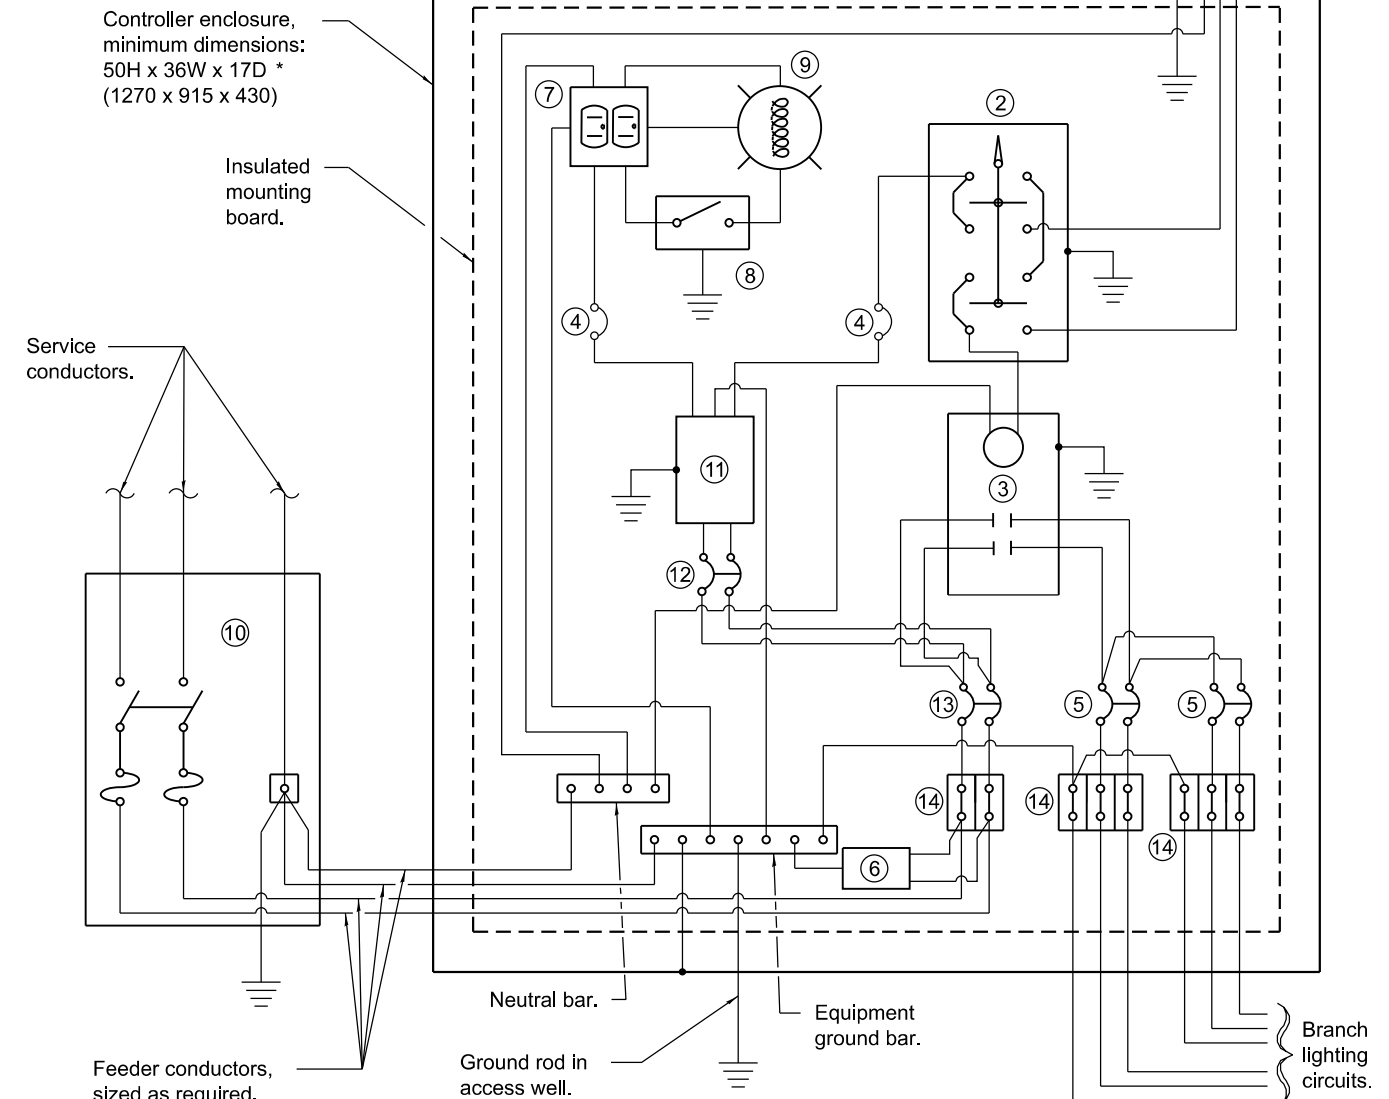 Controller enclosure,
minimum dimensions:
50H x 36W x 17D *
(1270 x 915 x 430)
Insulated
mounting
board.
Service
conductors.
7
9
2
8
4
4
11
3
12
10
13
5
5
14
14
14
6
Neutral bar.
Equipment
ground bar.
Ground rod in
access well.
Feeder conductors,
sized as required.
Branch
lighting
circuits.